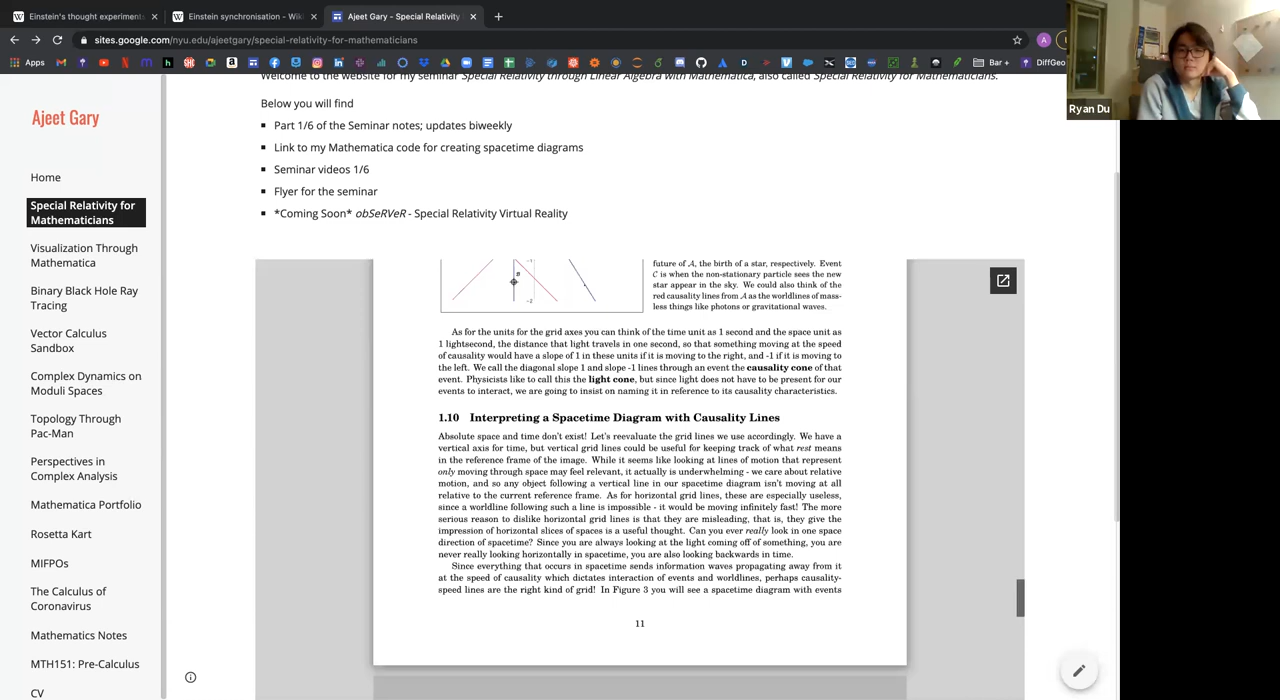 Einstein's thought experiments
Einstein synchronisation - Wiki
Ajeet Gary - Special Relativity
sites.google.com/nyu.edu/ajeetgary/special-relativity-for-mathematicians
A
Apps
Bar +
DiffGeo
Ryan Du
Ajeet Gary
Home
Special Relativity for
Mathematicians
Visualization Through
Mathematica
Binary Black Hole Ray
Tracing
Vector Calculus
Sandbox
Complex Dynamics on
Moduli Spaces
Topology Through
Pac-Man
Perspectives in
Complex Analysis
Mathematica Portfolio
Rosetta Kart
MIFPOs
The Calculus of
Coronavirus
Mathematics Notes
MTH151: Pre-Calculus
CV
Welcome to the website for my seminar Special Relativity through Linear Algebra with Mathematica, also called Special Relativity for Mathematicians.
Below you will find
Part 1/6 of the Seminar notes; updates biweekly
Link to my Mathematica code for creating spacetime diagrams
Seminar videos 1/6
Flyer for the seminar
*Coming Soon* obSeRVeR - Special Relativity Virtual Reality
-1
-2
future of A, the birth of a star, respectively. Event
C is when the non-stationary particle sees the new
star appear in the sky. We could also think of the
red causality lines from A as the worldlines of mass-
less things like photons or gravitational waves.
As for the units for the grid axes you can think of the time unit as 1 second and the space unit as
1 lightsecond, the distance that light travels in one second, so that something moving at the speed
of causality would have a slope of 1 in these units if it is moving to the right, and -1 if it is moving to
the left. We call the diagonal slope 1 and slope -1 lines through an event the causality cone of that
event. Physicists like to call this the light cone, but since light does not have to be present for our
events to interact, we are going to insist on naming it in reference to its causality characteristics.
1.10 Interpreting a Spacetime Diagram with Causality Lines
Absolute space and time don't exist! Let's reevaluate the grid lines we use accordingly. We have a
vertical axis for time, but vertical grid lines could be useful for keeping track of what rest means
in the reference frame of the image. While it seems like looking at lines of motion that represent
only moving through space may feel relevant, it actually is underwhelming - we care about relative
motion, and so any object following a vertical line in our spacetime diagram isn't moving at all
relative to the current reference frame. As for horizontal grid lines, these are especially useless,
since a worldline following such a line is impossible - it would be moving infinitely fast! The more
serious reason to dislike horizontal grid lines is that they are misleading, that is, they give the
impression of horizontal slices of spaces is a useful thought. Can you ever really look in one space
direction of spacetime? Since you are always looking at the light coming off of something, you are
never really looking horizontally in spacetime, you are also looking backwards in time.
Since everything that occurs in spacetime sends information waves propagating away from it
at the speed of causality which dictates interaction of events and worldlines, perhaps causality-
speed lines are the right kind of grid! In Figure 3 you will see a spacetime diagram with events
11